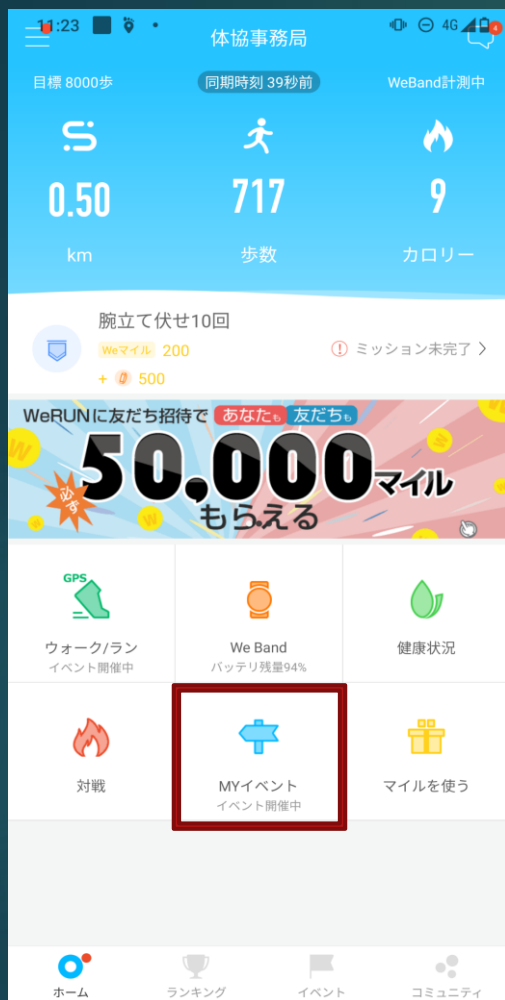 11:23
4G
4
体協事務局
目標 8000歩
同期時刻 39秒前
WeBand計測中
0.50
717
9
km
歩数
カロリー
腕立て伏せ10回
Weマイル 200
ミッション未完了
+ 500
WeRUNに友だち招待で あなたも 友だちも
必ず
50,000マイル
もらえる
GPS
ウォーク/ラン
イベント開催中
We Band
バッテリ残量94%
健康状況
対戦
MYイベント
イベント開催中
マイルを使う
ホーム
ランキング
イベント
コミュニティ